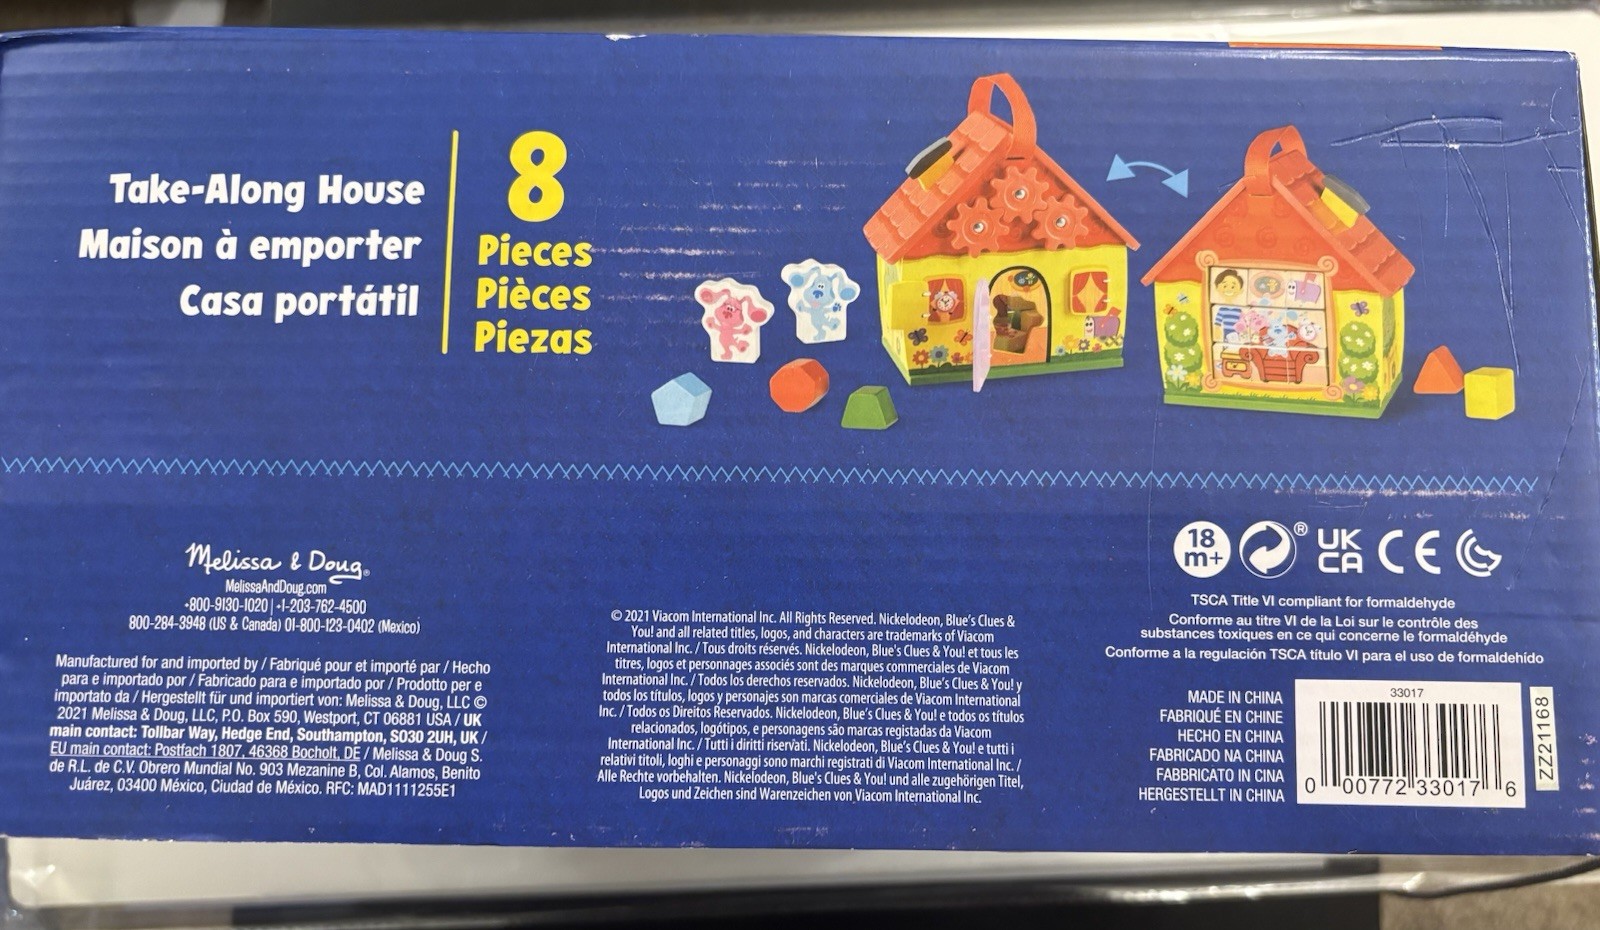 Take-Along House
Maison à emporter
Casa portátil
8
Pieces
Pièces
Piezas
Melissa & Doug®
MelissaAndDoug.com
+800-9130-1020 | +1-203-762-4500
800-284-3948 (US & Canada) 01-800-123-0402 (Mexico)
Manufactured for and imported by / Fabriqué pour et importé par / Hecho
para e importado por / Fabricado para e importado por / Prodotto per e
importato da / Hergestellt für und importiert von: Melissa & Doug, LLC ©
2021 Melissa & Doug, LLC, P.O. Box 590, Westport, CT 06881 USA / UK
main contact: Tollbar Way, Hedge End, Southampton, SO30 2UH, UK /
EU main contact: Postfach 1807, 46368 Bocholt, DE / Melissa & Doug S.
de R.L. de C.V. Obrero Mundial No. 903 Mezanine B, Col. Alamos, Benito
Juárez, 03400 México, Ciudad de México. RFC: MAD1111255E1
© 2021 Viacom International Inc. All Rights Reserved. Nickelodeon, Blue's Clues &
You! and all related titles, logos, and characters are trademarks of Viacom
International Inc. / Tous droits réservés. Nickelodeon, Blue's Clues & You! et tous les
titres, logos et personnages associés sont des marques commerciales de Viacom
International Inc. / Todos los derechos reservados. Nickelodeon, Blue's Clues & You! y
todos los títulos, logos y personajes son marcas comerciales de Viacom International
Inc. / Todos os Direitos Reservados. Nickelodeon, Blue's Clues & You! e todos os títulos
relacionados, logótipos, e personagens são marcas registadas da Viacom
International Inc. / Tutti i diritti riservati. Nickelodeon, Blue's Clues & You! e tutti i
relativi titoli, loghi e personaggi sono marchi registrati di Viacom International Inc. /
Alle Rechte vorbehalten. Nickelodeon, Blue's Clues & You! und alle zugehörigen Titel,
Logos und Zeichen sind Warenzeichen von Viacom International Inc.
18
m+
®
UK
CA
CE
TSCA Title VI compliant for formaldehyde
Conforme au titre VI de la Loi sur le contrôle des
substances toxiques en ce qui concerne le formaldéhyde
Conforme a la regulación TSCA título VI para el uso de formaldehído
MADE IN CHINA
FABRIQUÉ EN CHINE
HECHO EN CHINA
FABRICADO NA CHINA
FABBRICATO IN CINA
HERGESTELLT IN CHINA
33017
0 00772 33017 6
ZZ21168